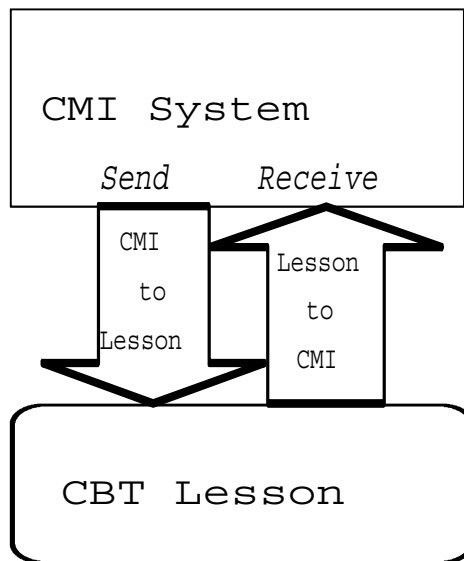 CMI System
Send
Receive
CMI
to
Lesson
Lesson
to
CMI
CBT Lesson